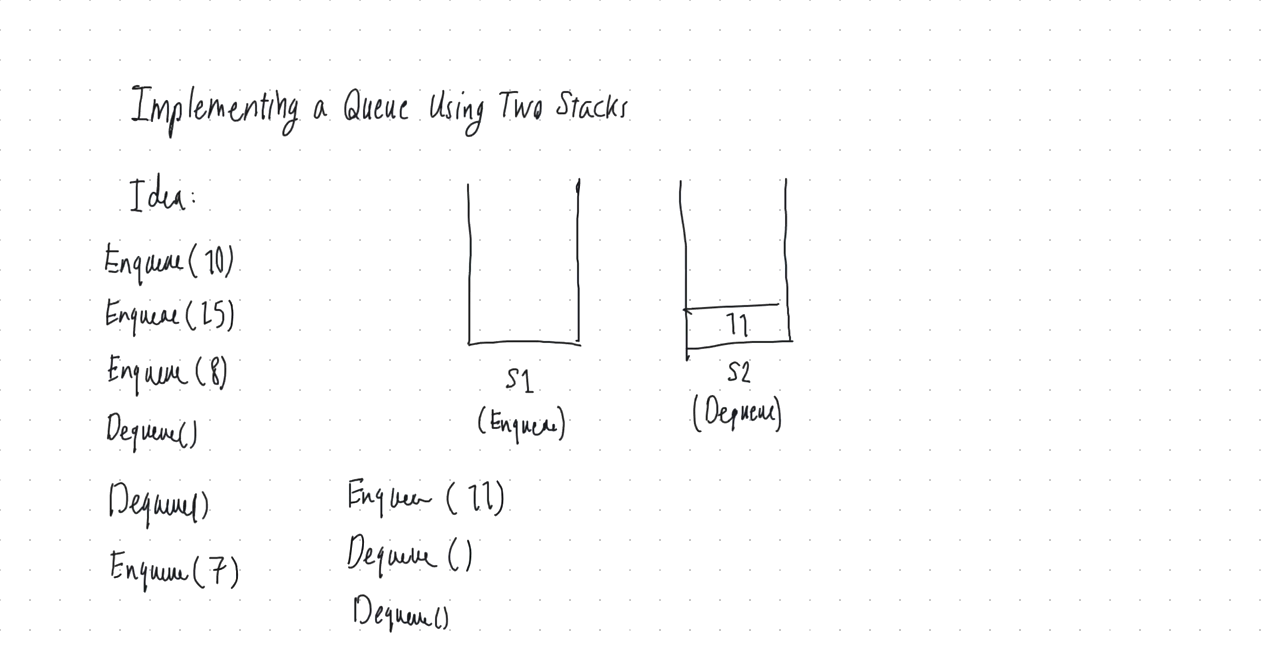 Implementing a Queue Using Two Stacks
Idea:
Enqueue(10)
Enqueue(15)
Enqueue(8)
Dequeue()
Dequeue()
Enqueue(7)
Enqueue(11)
Dequeue()
Dequeue()
S1
(Enqueue)
11
S2
(Dequeue)